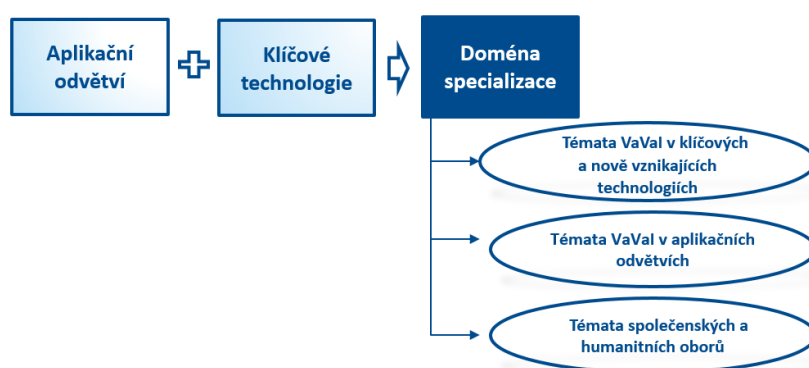 Aplikační
odvětví
Klíčové
technologie
Doména
specializace
Témata VaVaI v klíčových
a nově vznikajících
technologiích
Témata VaVaI v aplikačních
odvětvích
Témata společenských a
humanitních oborů